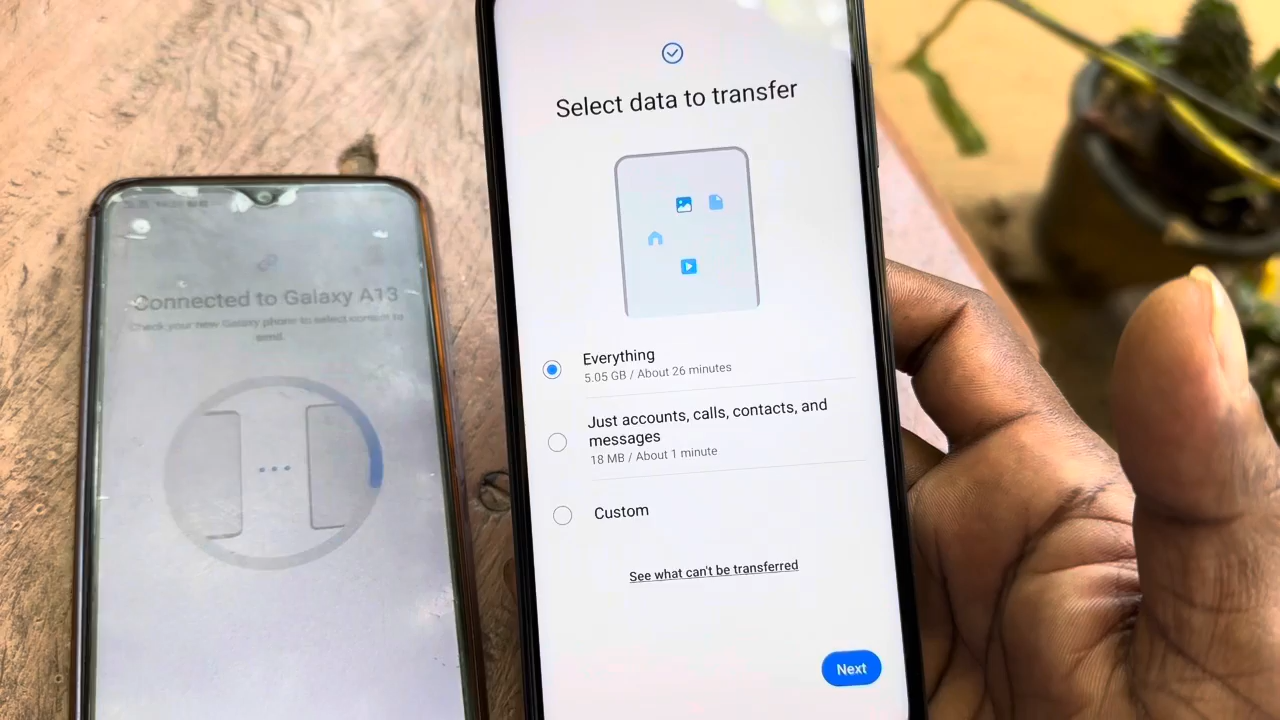 Connected to Galaxy A13
Check your new Galaxy phone to select content to
send.
Select data to transfer
Everything
5.05 GB / About 26 minutes
Just accounts, calls, contacts, and
messages
18 MB / About 1 minute
Custom
See what can't be transferred
Next